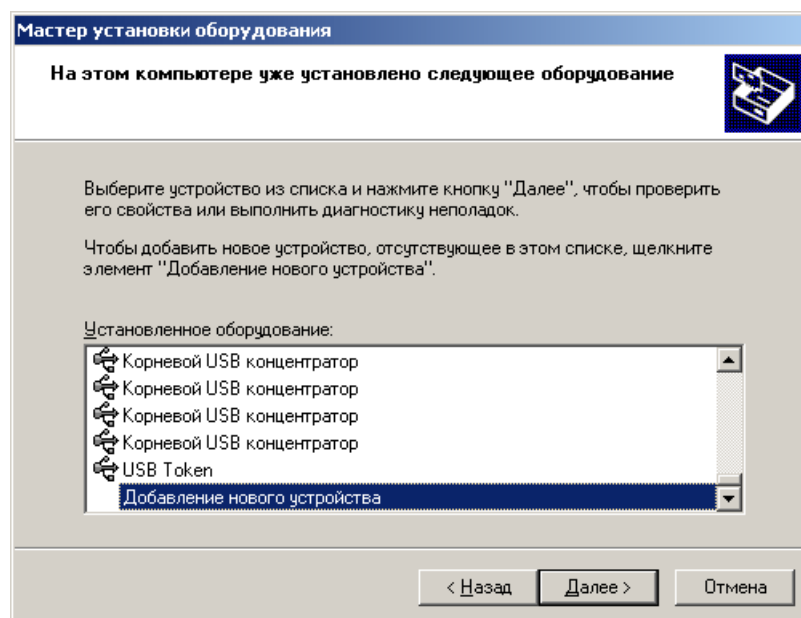 Мастер установки оборудования
На этом компьютере уже установлено следующее оборудование
Выберите устройство из списка и нажмите кнопку "Далее", чтобы проверить
его свойства или выполнить диагностику неполадок.
Чтобы добавить новое устройство, отсутствующее в этом списке, щелкните
элемент "Добавление нового устройства".
Установленное оборудование:
Корневой USB концентратор
Корневой USB концентратор
Корневой USB концентратор
Корневой USB концентратор
USB Token
Добавление нового устройства
< Назад Далее > Отмена